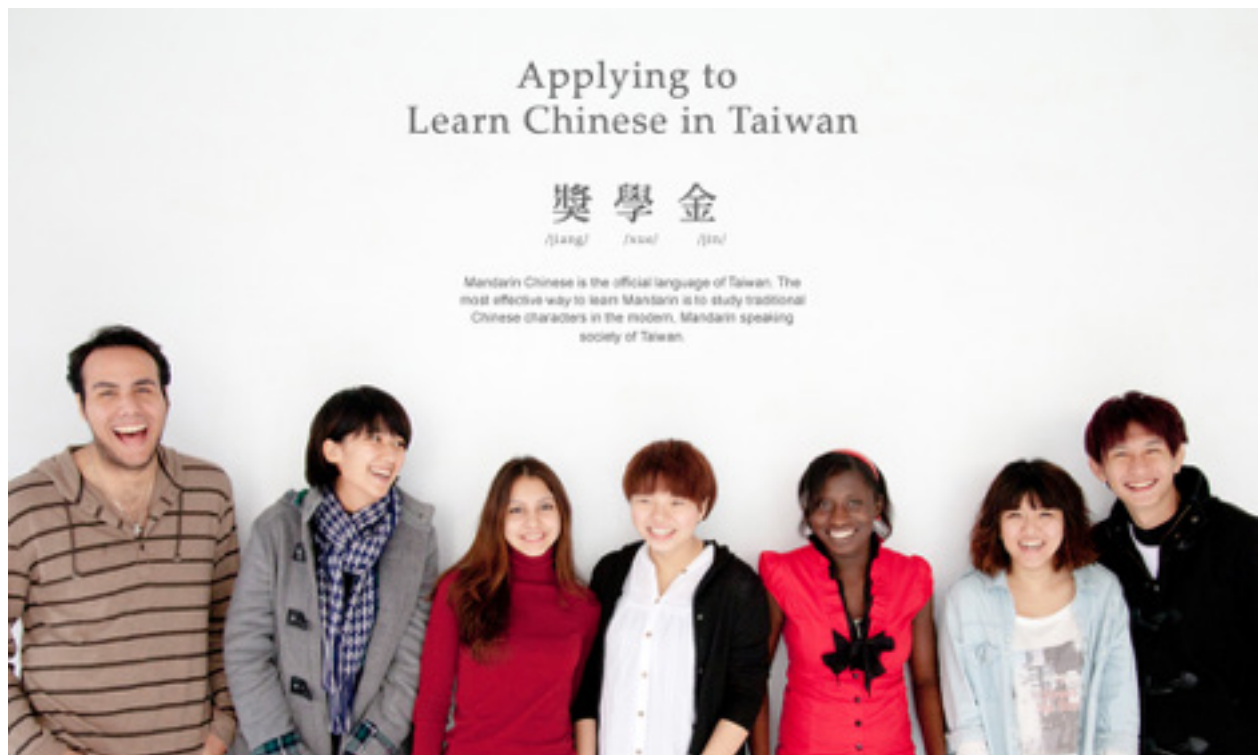 Applying to
Learn Chinese in Taiwan
獎 學 金
/jiang/ /xue/ /jin/
Mandarin Chinese is the official language of Taiwan. The
most effective way to learn Mandarin is to study traditional
Chinese characters in the modern, Mandarin speaking
society of Taiwan.